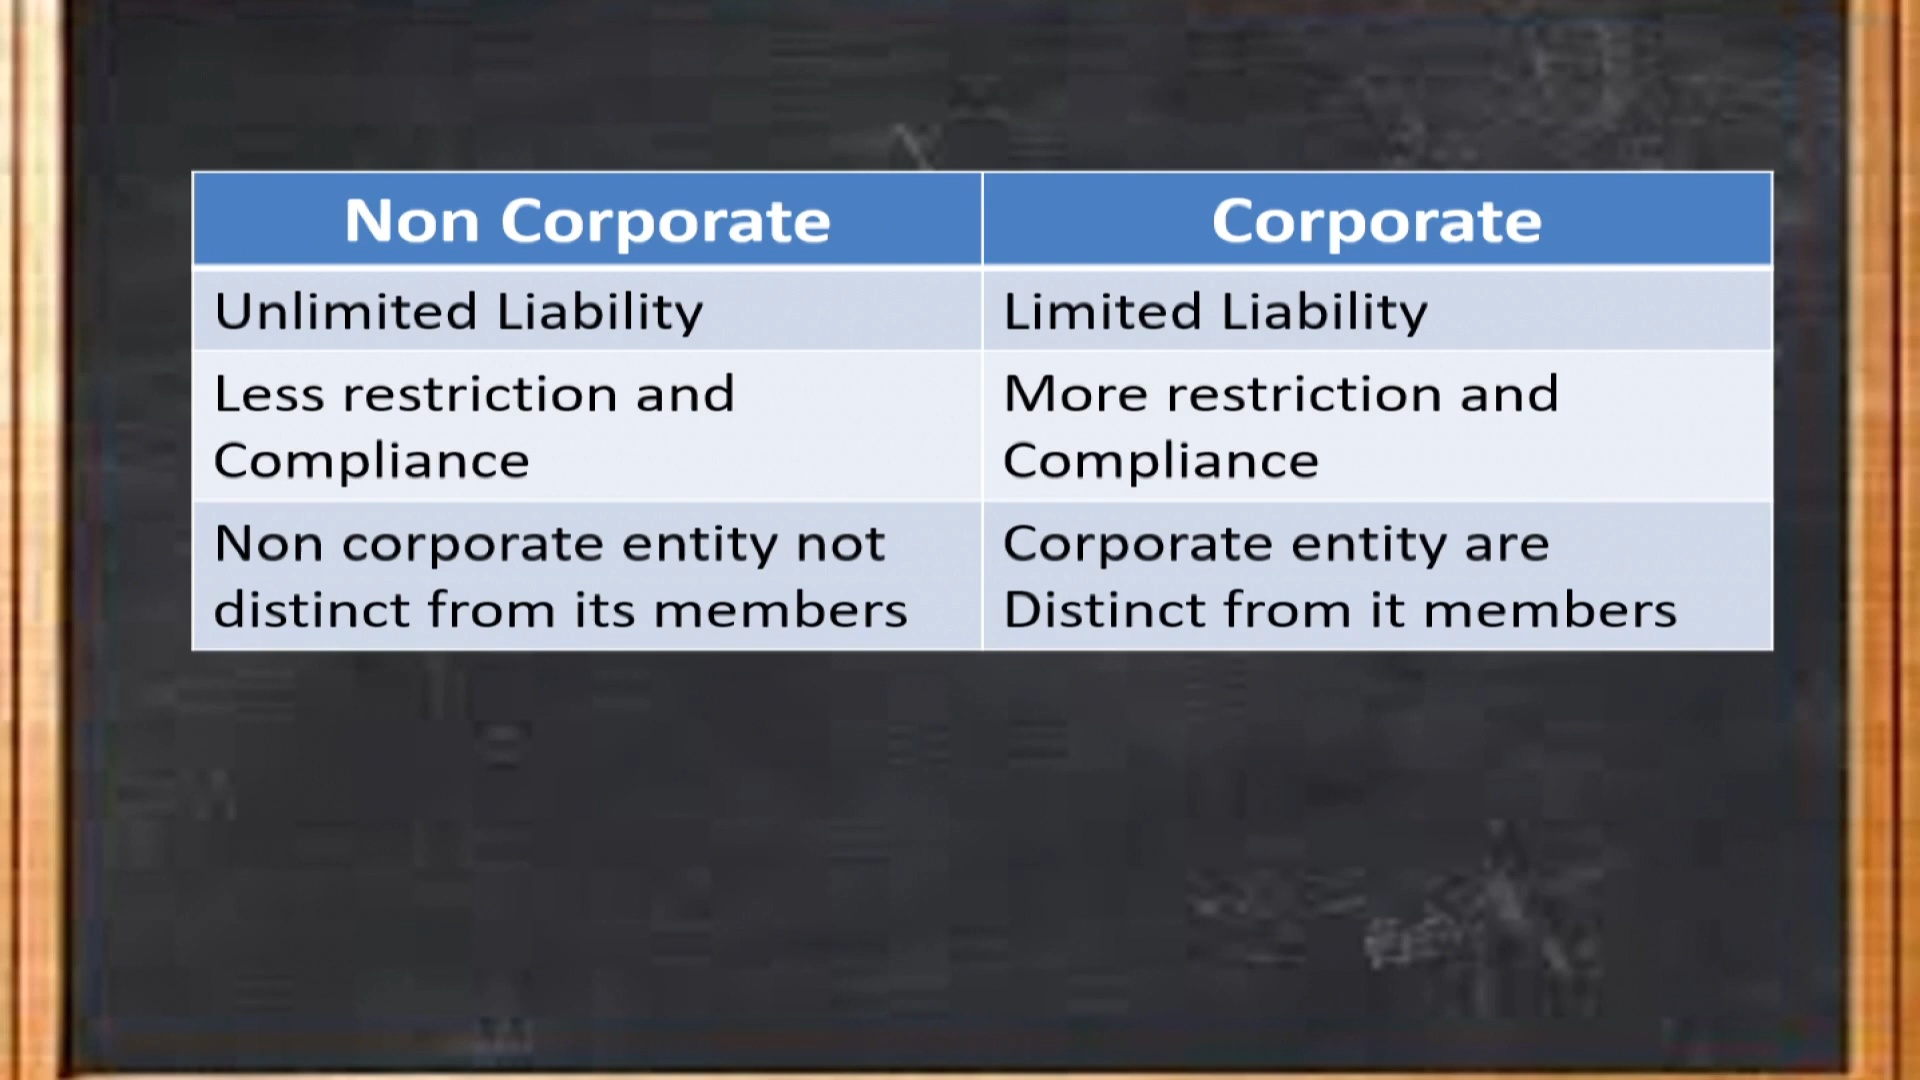 Non Corporate
Corporate
Unlimited Liability
Limited Liability
Less restriction and
Compliance
More restriction and
Compliance
Non corporate entity not
distinct from its members
Corporate entity are
Distinct from it members